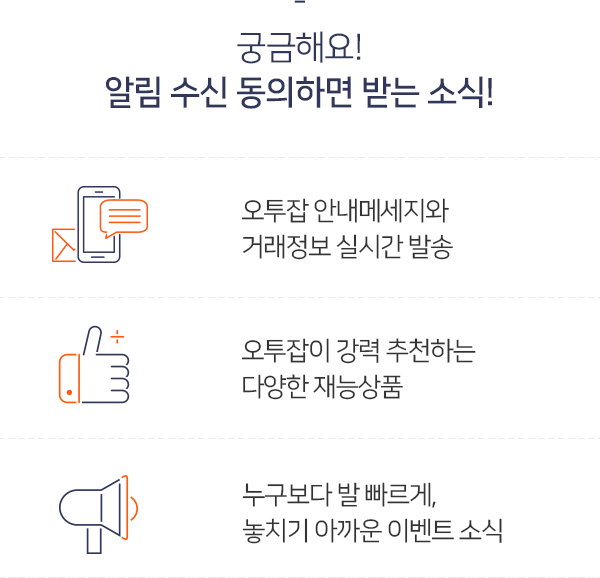 궁금해요!
알림 수신 동의하면 받는 소식!
오투잡 안내메세지와
거래정보 실시간 발송
오투잡이 강력 추천하는
다양한 재능상품
누구보다 발 빠르게,
놓치기 아까운 이벤트 소식